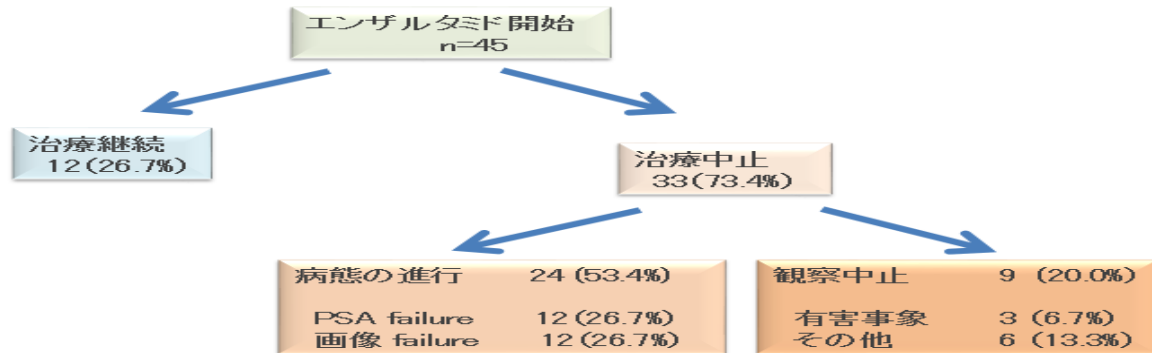 エンザルタミド開始
n=45
治療継続
12(26.7%)
治療中止
33(73.4%)
病態の進行 24(53.4%)
PSA failure 12(26.7%)
画像 failure 12(26.7%)
観察中止 9 (20.0%)
有害事象 3 (6.7%)
その他 6 (13.3%)